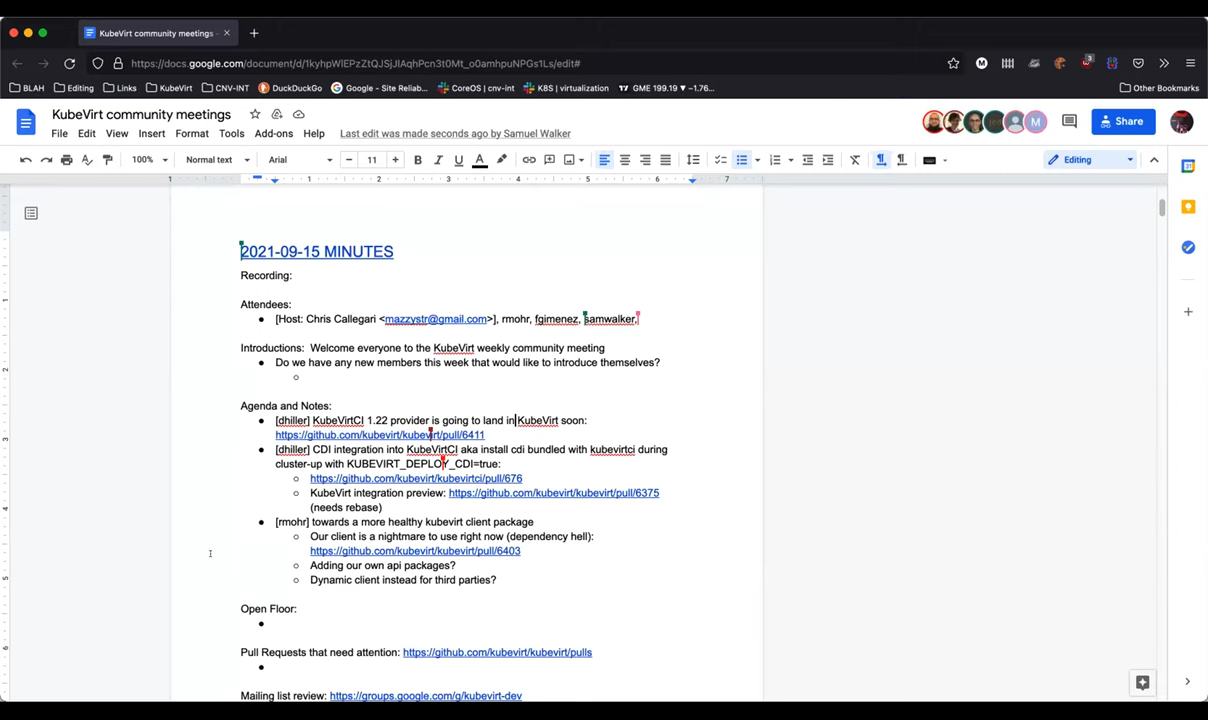 KubeVirt community meetings -
https://docs.google.com/document/d/1kyhpWlEPzZtQJSjJlAqhPcn3t0Mt_o0amhpuNPGs1Ls/edit#
3
BLAH Editing Links KubeVirt CNV-INT DuckDuckGo Google - Site Reliab... CoreOS | cnv-int K8S | virtualization GME 199.19 ▼ −1.76... Other Bookmarks
KubeVirt community meetings
File Edit View Insert Format Tools Add-ons Help Last edit was made seconds ago by Samuel Walker
M
Share
100% Normal text Arial 11 B I U A Editing
1 1 2 3 4 5 6 7
2021-09-15 MINUTES
Recording:
Attendees:
● [Host: Chris Callegari <mazzystr@gmail.com>], rmohr, fgimenez, samwalker,
Introductions: Welcome everyone to the KubeVirt weekly community meeting
● Do we have any new members this week that would like to introduce themselves?
○
Agenda and Notes:
● [dhiller] KubeVirtCI 1.22 provider is going to land in KubeVirt soon:
https://github.com/kubevirt/kubevirt/pull/6411
● [dhiller] CDI integration into KubeVirtCI aka install cdi bundled with kubevirtci during
cluster-up with KUBEVIRT_DEPLOY_CDI=true:
○ https://github.com/kubevirt/kubevirtci/pull/676
○ KubeVirt integration preview: https://github.com/kubevirt/kubevirt/pull/6375
(needs rebase)
● [rmohr] towards a more healthy kubevirt client package
○ Our client is a nightmare to use right now (dependency hell):
https://github.com/kubevirt/kubevirt/pull/6403
○ Adding our own api packages?
○ Dynamic client instead for third parties?
Open Floor:
●
Pull Requests that need attention: https://github.com/kubevirt/kubevirt/pulls
●
Mailing list review: https://groups.google.com/g/kubevirt-dev